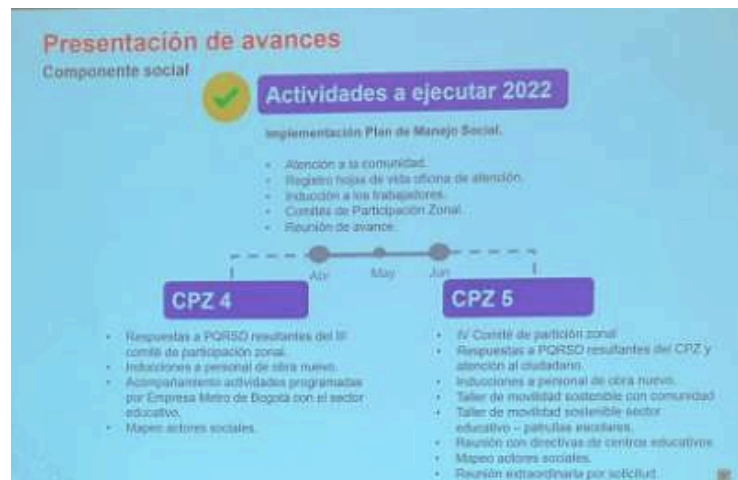 Presentación de avances
Componente social
Actividades a ejecutar 2022
Implementación Plan de Manejo Social.
• Atención a la comunidad.
• Registro hojas de vida oficina de atención.
• Inducción a los trabajadores.
• Comités de Participación Zonal.
• Reunión de avance.
Abr May Jun
CPZ 4
• Respuestas a PQRSD resultantes del III
comité de participación zonal.
• Inducciones a personal de obra nuevo.
• Acompañamiento actividades programadas
por Empresa Metro de Bogotá con el sector
educativo.
• Mapeo actores sociales.
CPZ 5
• IV Comité de partición zonal
• Respuestas a PQRSD resultantes del CPZ y
atención al ciudadano.
• Inducciones a personal de obra nuevo.
• Taller de movilidad sostenible con comunidad
• Taller de movilidad sostenible sector
educativo – patrullas escolares.
• Reunión con directivas de centros educativos
• Mapeo actores sociales.
• Reunión extraordinaria por solicitud.